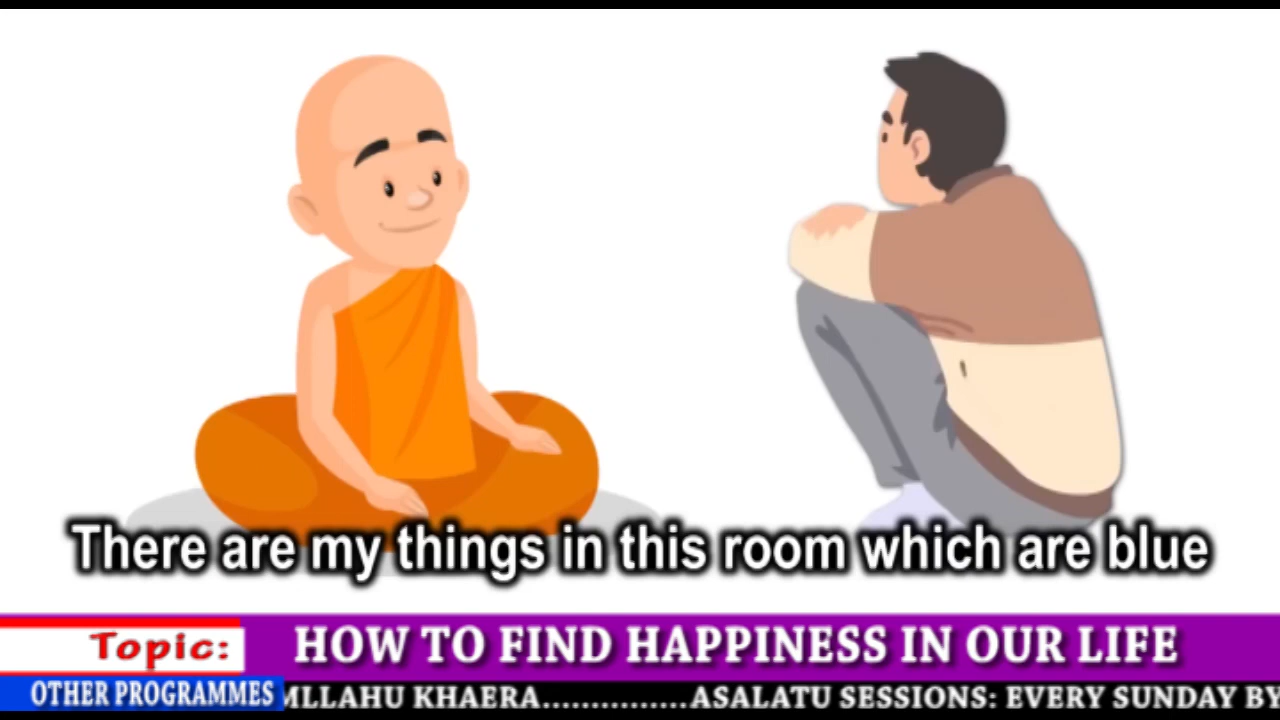 There are my things in this room which are blue
Topic: HOW TO FIND HAPPINESS IN OUR LIFE
OTHER PROGRAMMES MLLAHU KHAERA...............ASALATU SESSIONS: EVERY SUNDAY BY